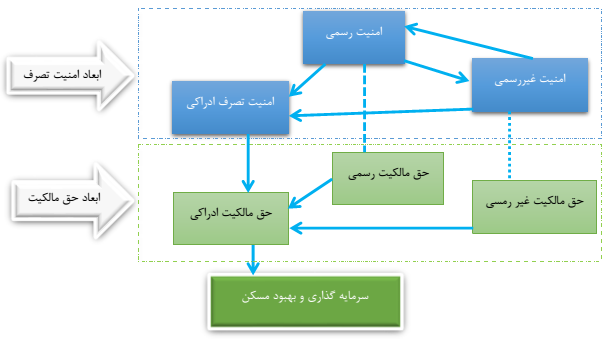 امنیت رسمی
ابعاد امنیت تصرف
امنیت غیررسمی
امنیت تصرف ادراکی
حق مالکیت رسمی
ابعاد حق مالکیت
حق مالکیت غیر رمسی
حق مالکیت ادراکی
سرمایه گذاری و بهبود مسکن